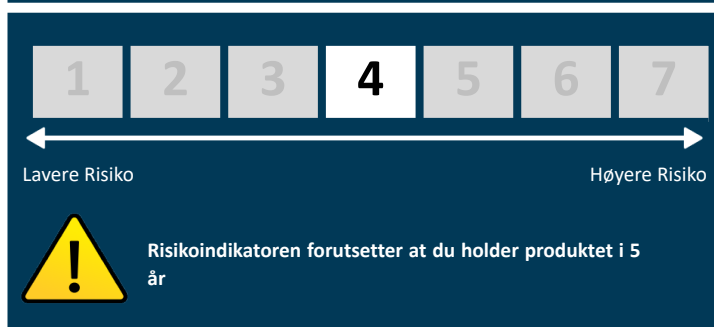 1 2 3 4 5 6 7
Lavere Risiko Høyere Risiko
!
Risikoindikatoren forutsetter at du holder produktet i 5
år